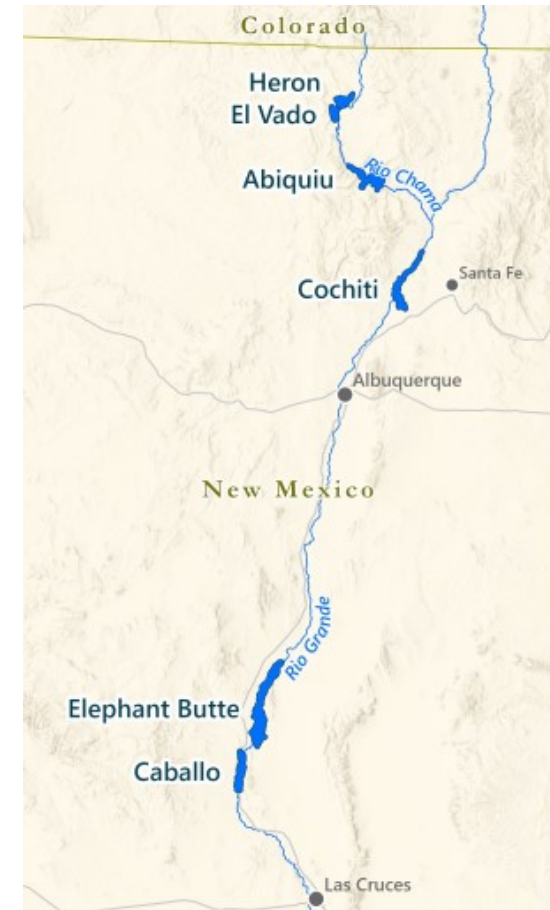 Colorado
Heron
El Vado
Abiquiu
Rio Chama
Cochiti
Santa Fe
Albuquerque
New Mexico
Rio Grande
Elephant Butte
Caballo
Las Cruces